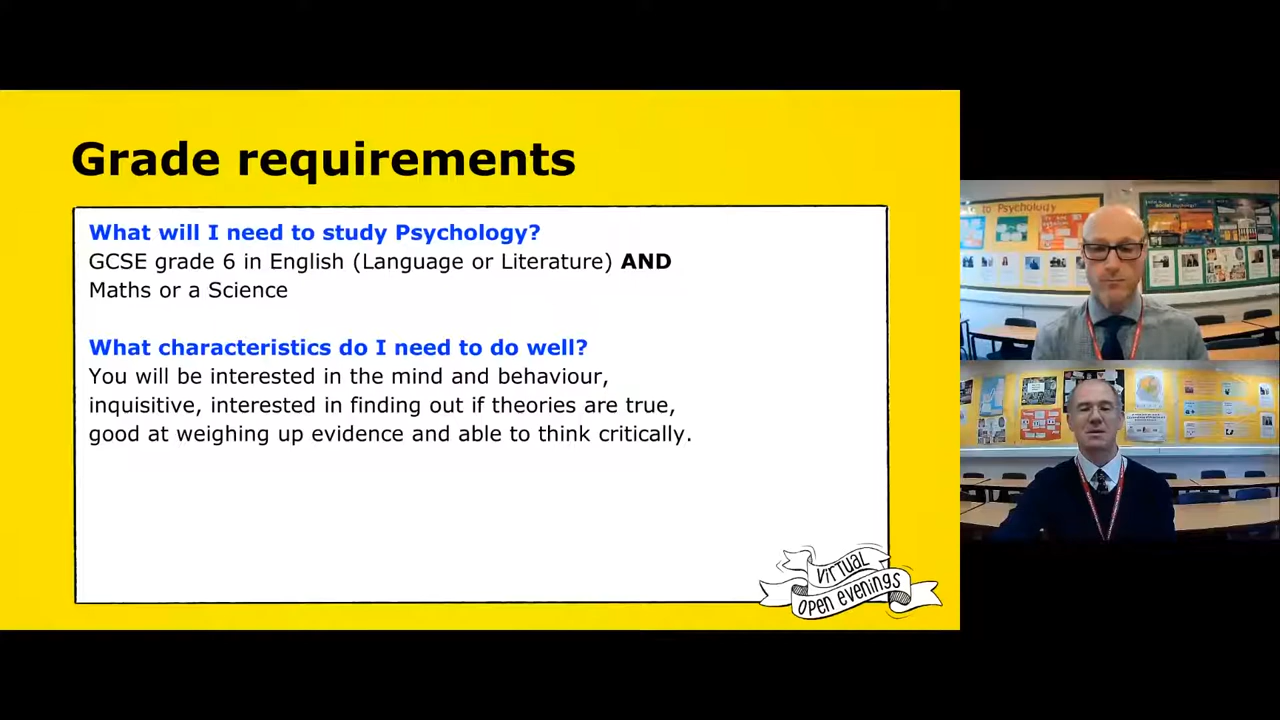 Grade requirements
What will I need to study Psychology?
GCSE grade 6 in English (Language or Literature) AND
Maths or a Science
What characteristics do I need to do well?
You will be interested in the mind and behaviour,
inquisitive, interested in finding out if theories are true,
good at weighing up evidence and able to think critically.
VIRTUAL
OPEN EVENINGS
to Psychology